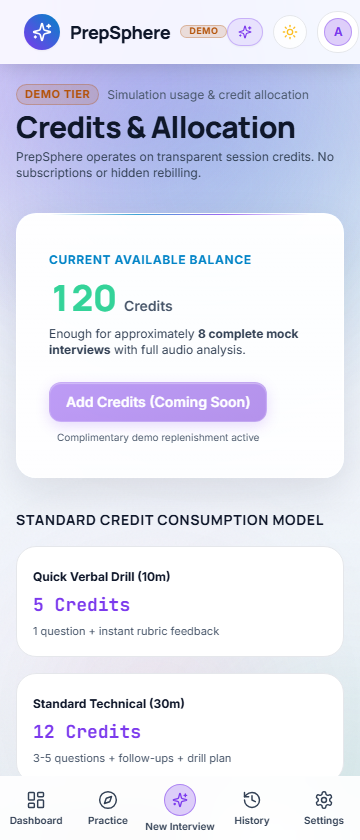 PrepSphere
DEMO
A
DEMO TIER
Simulation usage & credit allocation
Credits & Allocation
PrepSphere operates on transparent session credits. No
subscriptions or hidden rebilling.
CURRENT AVAILABLE BALANCE
120 Credits
Enough for approximately 8 complete mock
interviews with full audio analysis.
Add Credits (Coming Soon)
Complimentary demo replenishment active
STANDARD CREDIT CONSUMPTION MODEL
Quick Verbal Drill (10m)
5 Credits
1 question + instant rubric feedback
Standard Technical (30m)
12 Credits
3-5 questions + follow-ups + drill plan
Dashboard
Practice
New Interview
History
Settings